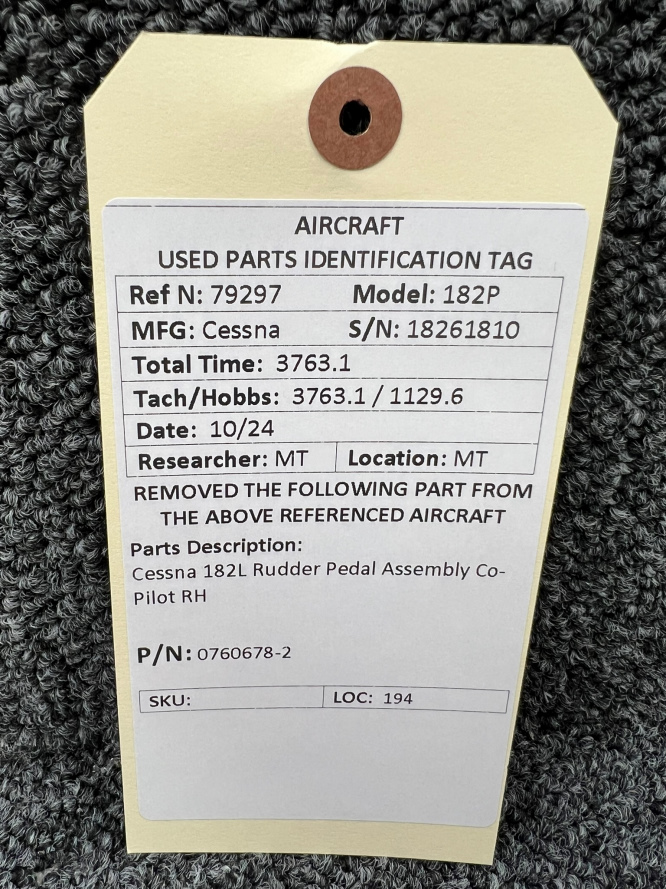 AIRCRAFT
USED PARTS IDENTIFICATION TAG
Ref N: 79297 Model: 182P
MFG: Cessna S/N: 18261810
Total Time: 3763.1
Tach/Hobbs: 3763.1 / 1129.6
Date: 10/24
Researcher: MT Location: MT
REMOVED THE FOLLOWING PART FROM
THE ABOVE REFERENCED AIRCRAFT
Parts Description:
Cessna 182L Rudder Pedal Assembly Co-
Pilot RH
P/N: 0760678-2
SKU: LOC: 194